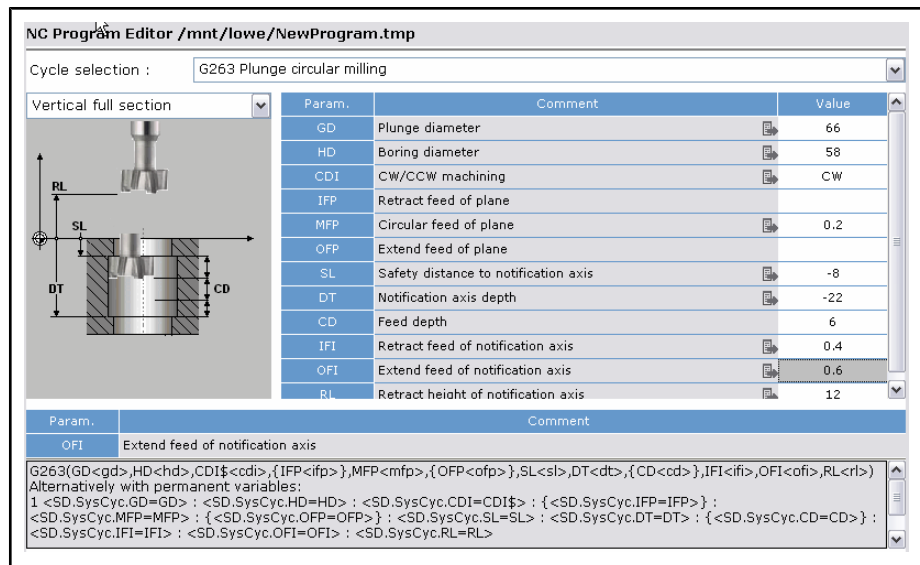 NC Program Editor /mnt/lowe/NewProgram.tmp
Cycle selection : G263 Plunge circular milling
Vertical full section
RL
SL
DT
CD
Param. Comment Value
GD Plunge diameter 66
HD Boring diameter 58
CDI CW/CCW machining CW
IFP Retract feed of plane
MFP Circular feed of plane 0.2
OFP Extend feed of plane
SL Safety distance to notification axis -8
DT Notification axis depth -22
CD Feed depth 6
IFI Retract feed of notification axis 0.4
OFI Extend feed of notification axis 0.6
RL Retract height of notification axis 12
Param. Comment
OFI Extend feed of notification axis
G263(GD<gd>,HD<hd>,CDI$<cdi>,{IFP<ifp>},MFP<mfp>,{OFP<ofp>},SL<sl>,DT<dt>,{CD<cd>},IFI<ifi>,OFI<ofi>,RL<rl>)
Alternatively with permanent variables:
1 <SD.SysCyc.GD=GD> : <SD.SysCyc.HD=HD> : <SD.SysCyc.CDI=CDI$> : {<SD.SysCyc.IFP=IFP>} :
<SD.SysCyc.MFP=MFP> : {<SD.SysCyc.OFP=OFP>} : <SD.SysCyc.SL=SL> : <SD.SysCyc.DT=DT> : {<SD.SysCyc.CD=CD>} :
<SD.SysCyc.IFI=IFI> : <SD.SysCyc.OFI=OFI> : <SD.SysCyc.RL=RL>